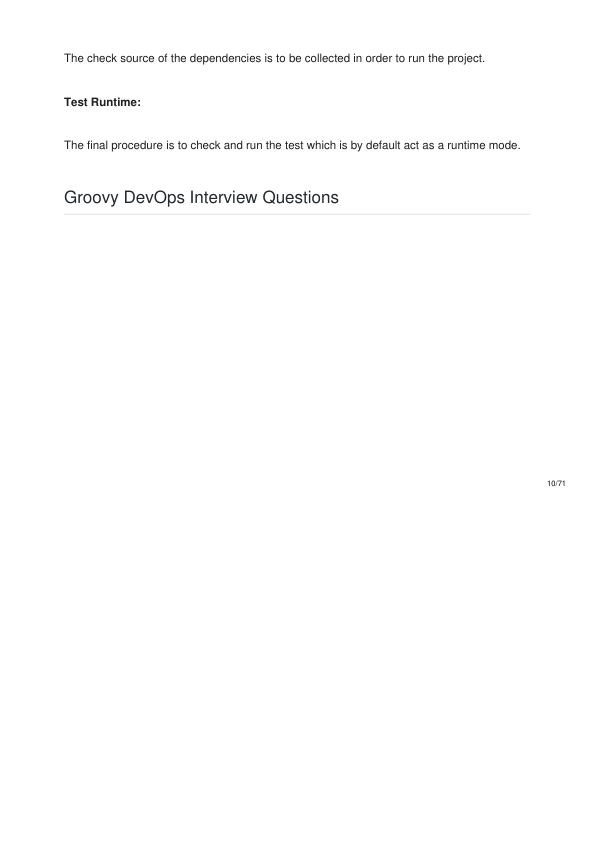 The check source of the dependencies is to be collected in order to run the project.
Test Runtime:
The final procedure is to check and run the test which is by default act as a runtime mode.
Groovy DevOps Interview Questions
10/71